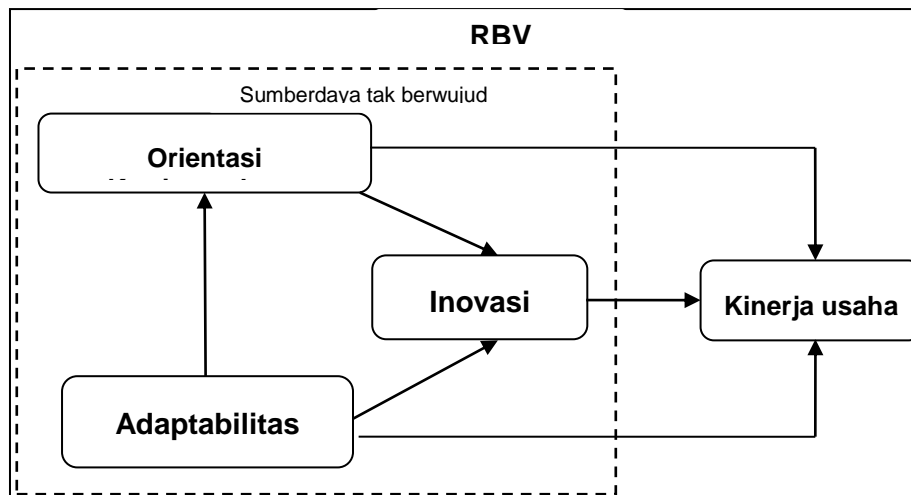 RBV
Sumberdaya tak berwujud
Orientasi
Inovasi
Kinerja usaha
Adaptabilitas